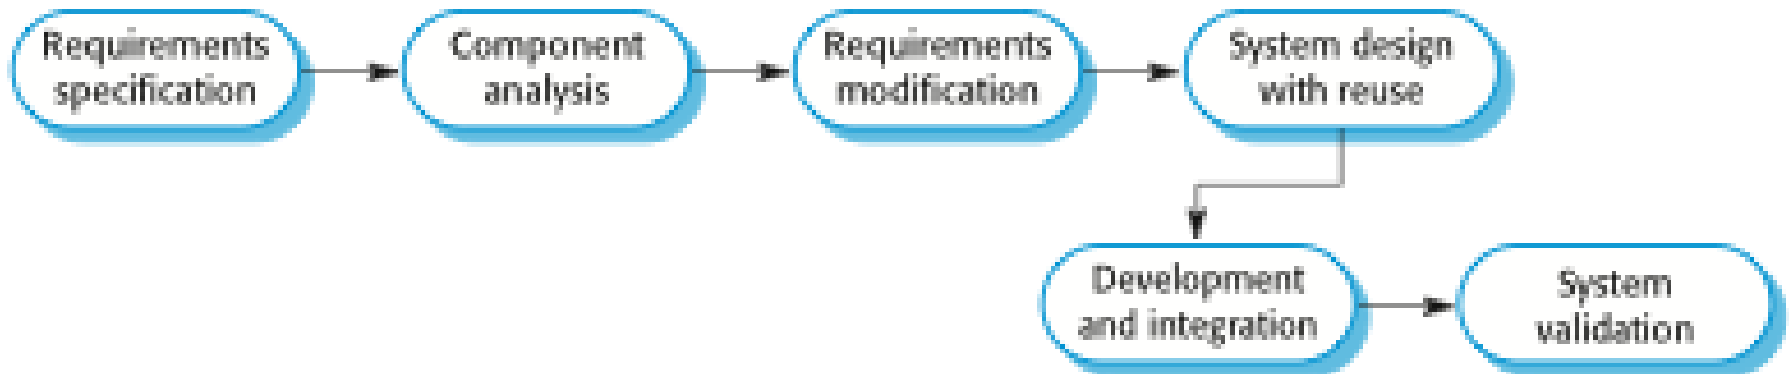 Requirements
specification
Component
analysis
Requirements
modification
System design
with reuse
Development
and integration
System
validation